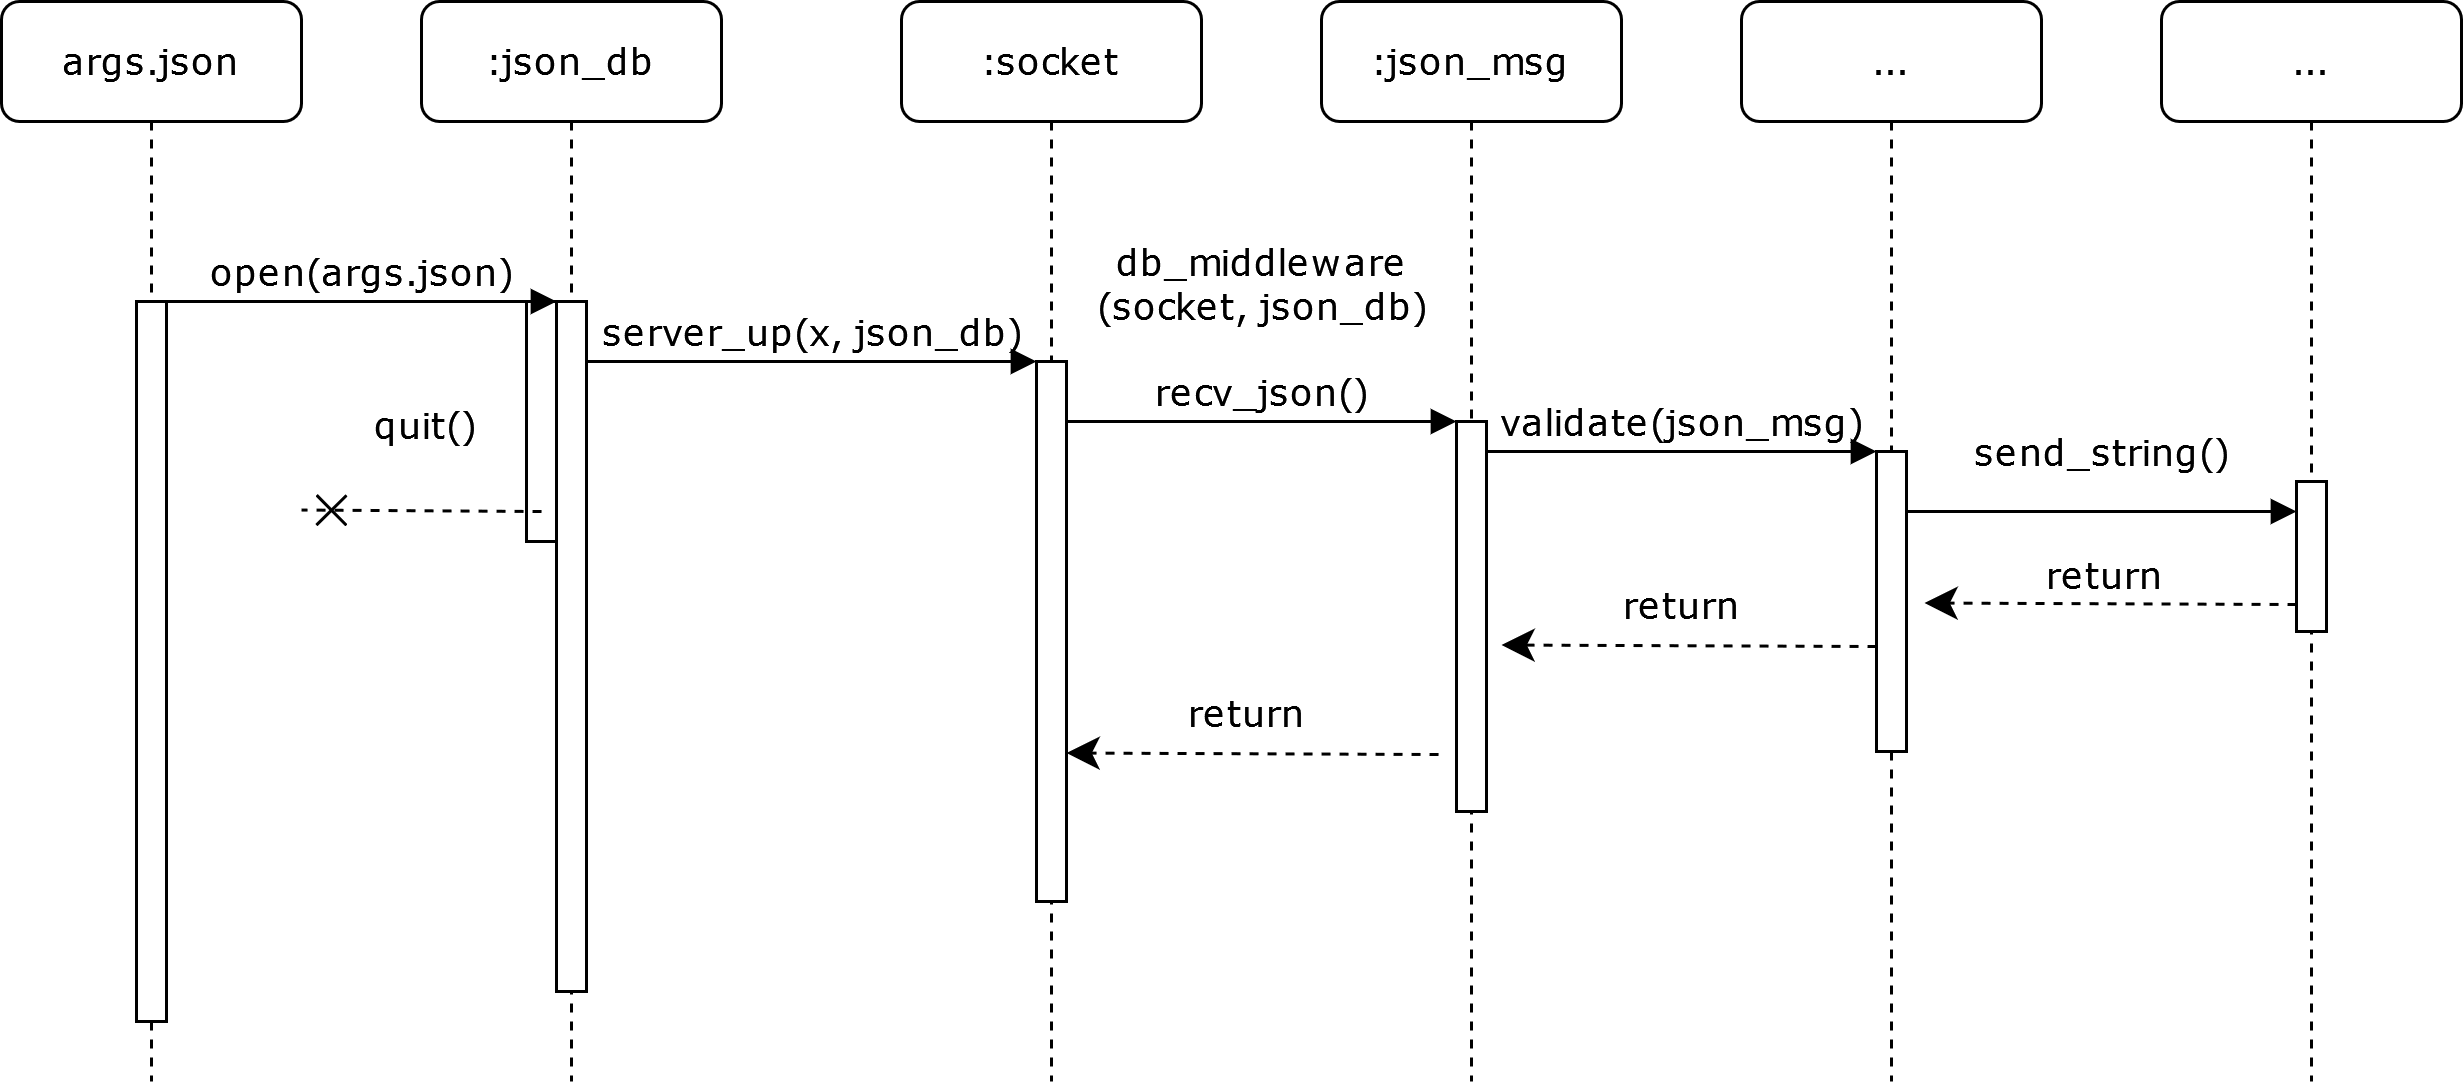 args.json
:json_db
:socket
:json_msg
...
...
open(args.json)
server_up(x, json_db)
db_middleware
(socket, json_db)
quit()
recv_json()
validate(json_msg)
send_string()
return
return
return